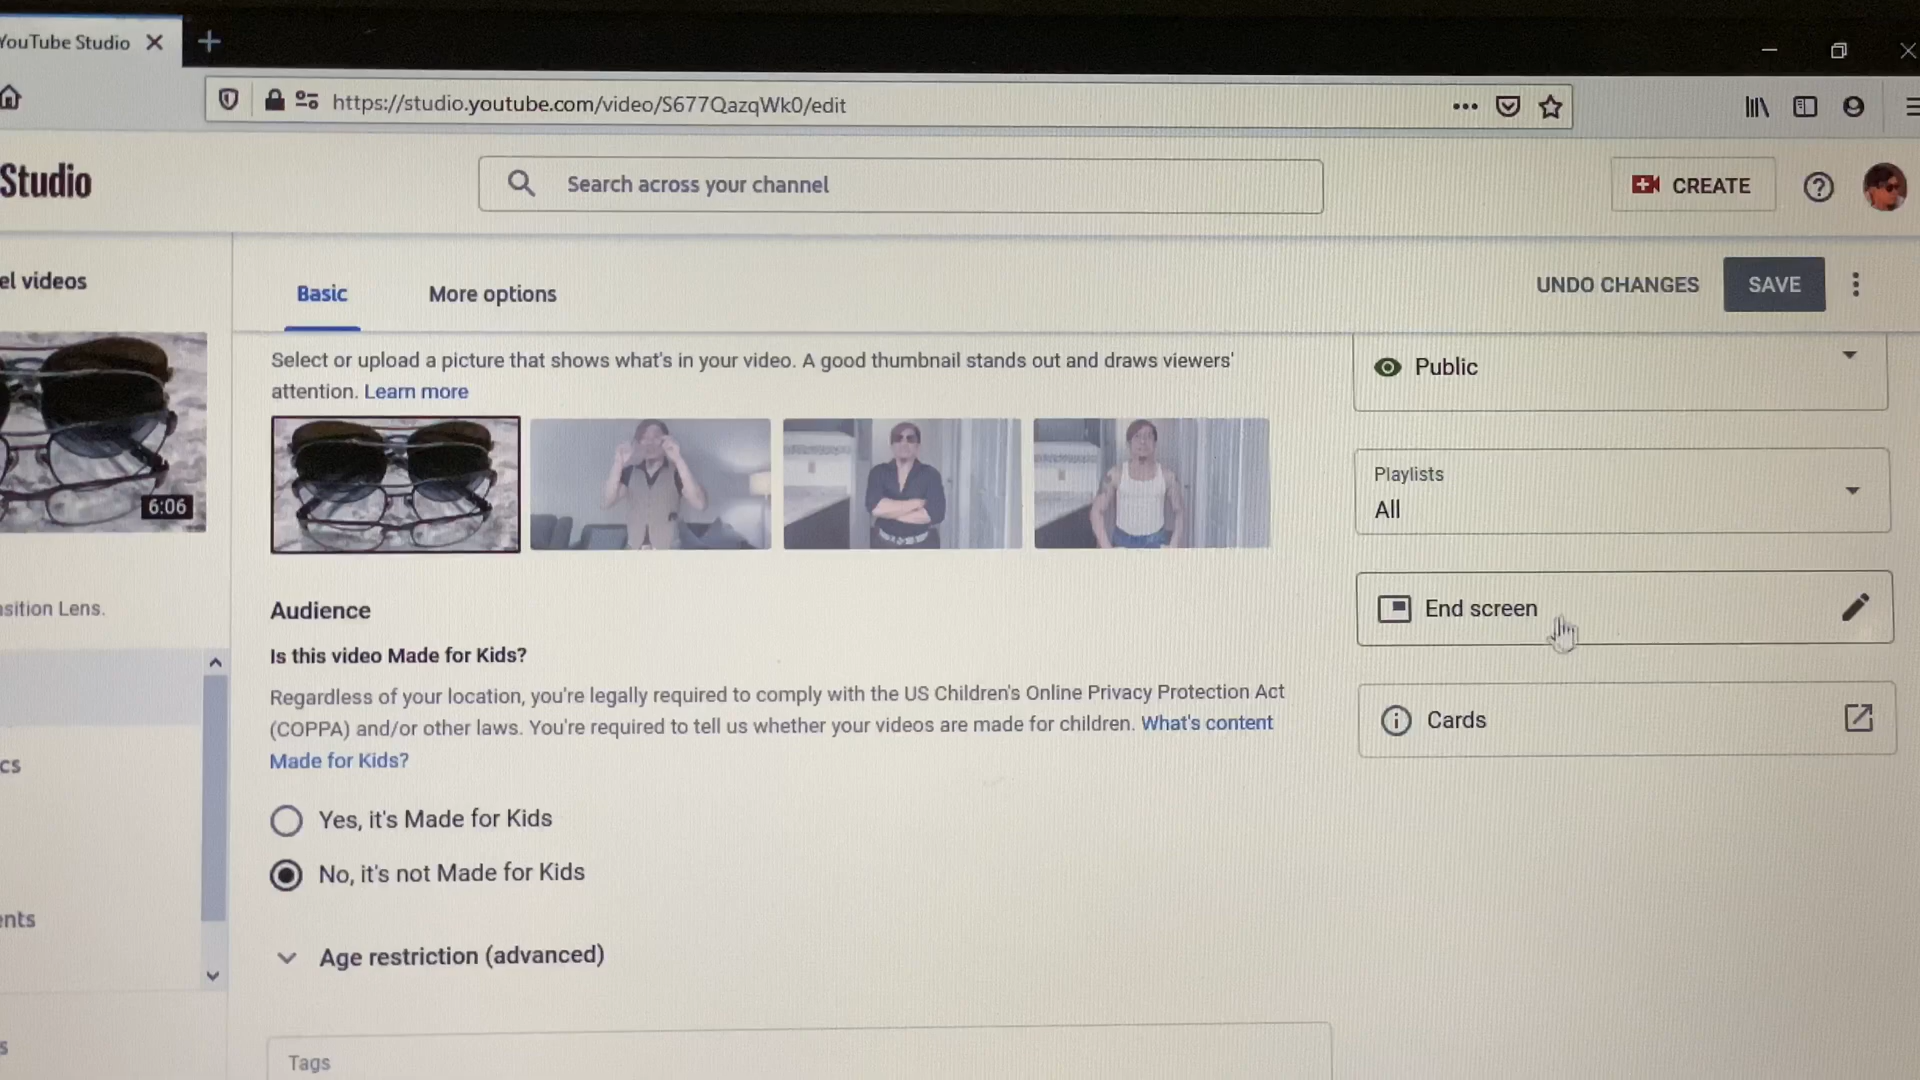 YouTube Studio
https://studio.youtube.com/video/S677QazqWk0/edit
Studio
Search across your channel
CREATE
el videos
Basic
More options
UNDO CHANGES
SAVE
Select or upload a picture that shows what's in your video. A good thumbnail stands out and draws viewers'
attention. Learn more
Public
6:06
Playlists
All
sition Lens.
Audience
End screen
Is this video Made for Kids?
Regardless of your location, you're legally required to comply with the US Children's Online Privacy Protection Act
(COPPA) and/or other laws. You're required to tell us whether your videos are made for children. What's content
Made for Kids?
Cards
cs
Yes, it's Made for Kids
No, it's not Made for Kids
ents
Age restriction (advanced)
s
Tags